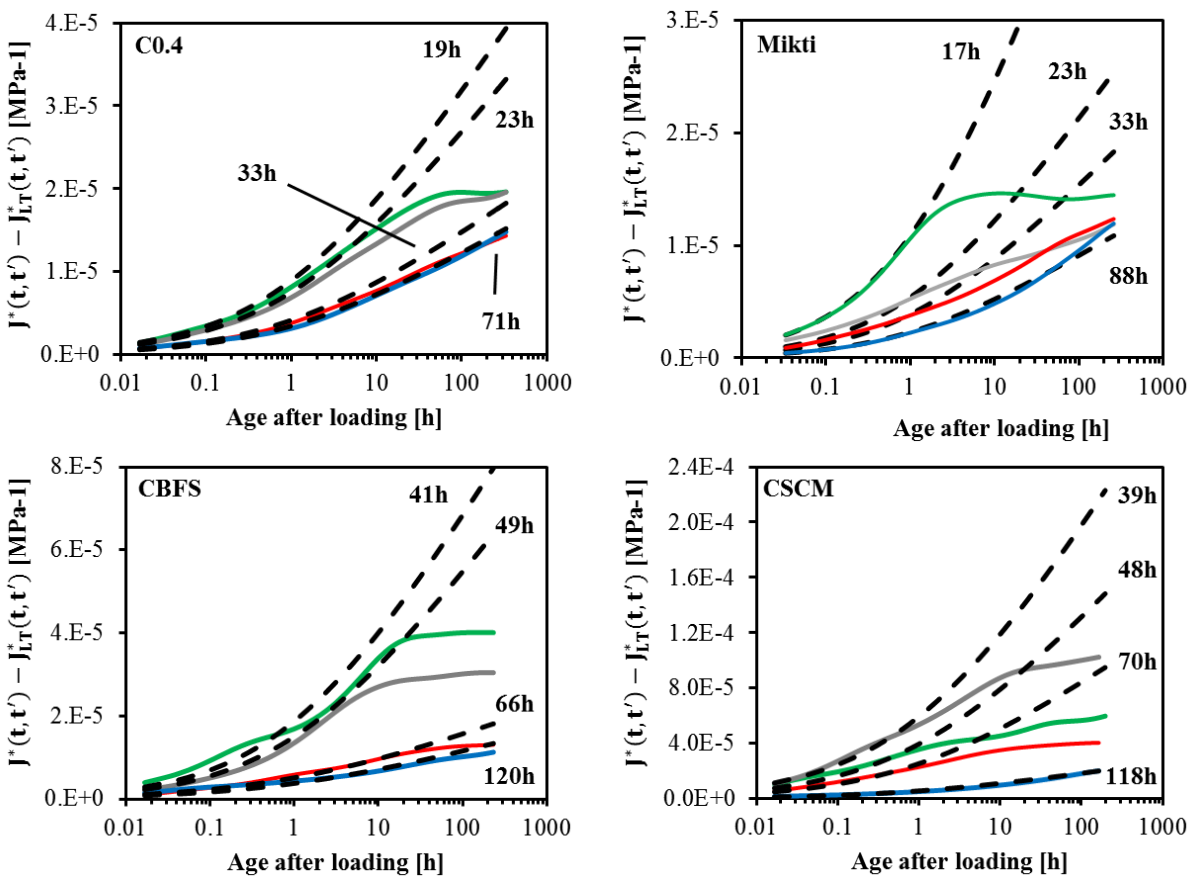 J*(t,t′) − J*LT(t,t′) [MPa-1]
4.E-5
3.E-5
2.E-5
1.E-5
0.E+0
C0.4
19h
23h
33h
71h
0.01 0.1 1 10 100 1000
Age after loading [h]
J*(t,t′) − J*LT(t,t′) [MPa-1]
3.E-5
2.E-5
1.E-5
0.E+0
Mikti
17h
23h
33h
88h
0.01 0.1 1 10 100 1000
Age after loading [h]
J*(t,t′) − J*LT(t,t′) [MPa-1]
8.E-5
6.E-5
4.E-5
2.E-5
0.E+0
CBFS
41h
49h
66h
120h
0.01 0.1 1 10 100 1000
Age after loading [h]
J*(t,t′) − J*LT(t,t′) [MPa-1]
2.4E-4
2.0E-4
1.6E-4
1.2E-4
8.0E-5
4.0E-5
0.0E+0
CSCM
39h
48h
70h
118h
0.01 0.1 1 10 100 1000
Age after loading [h]